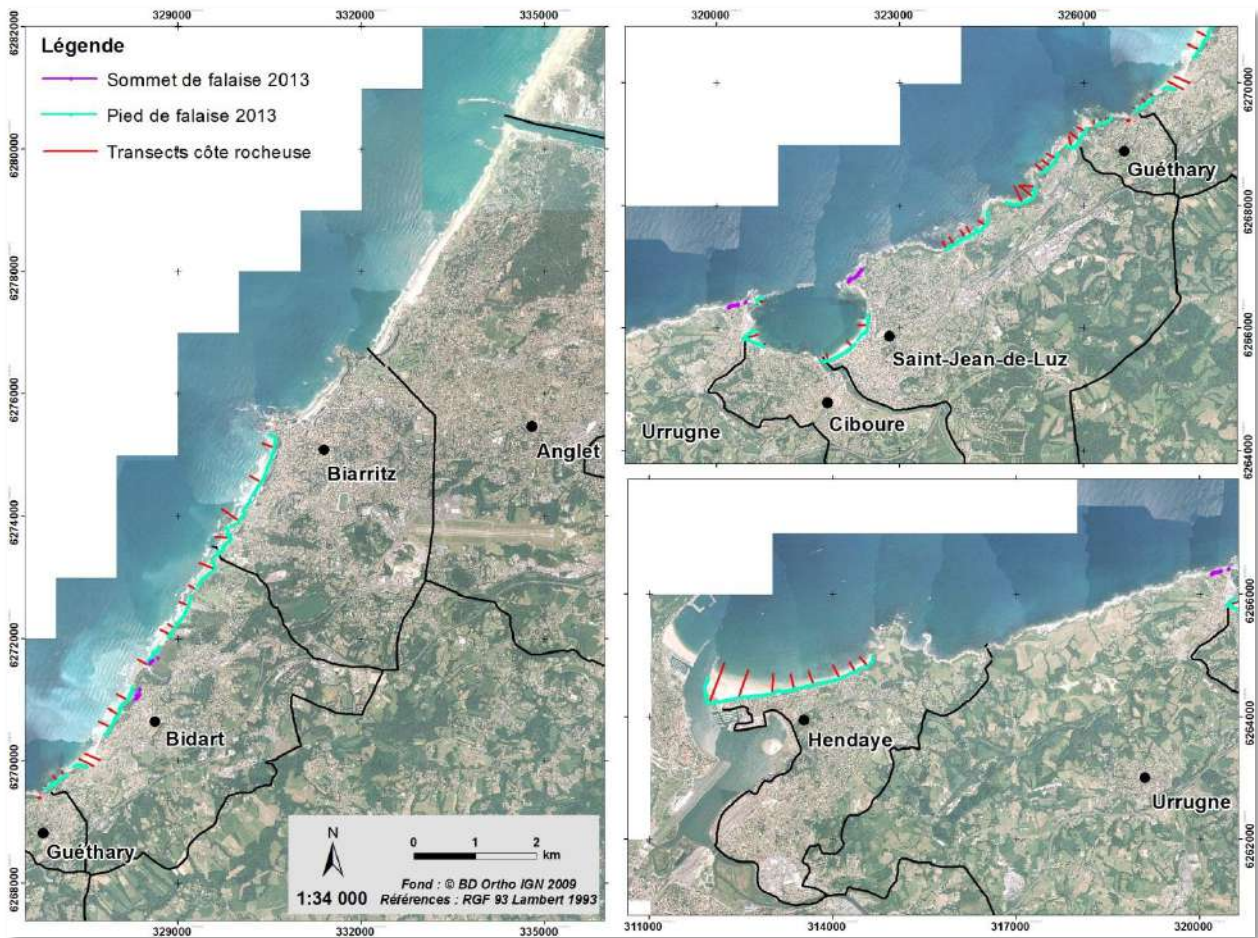 329000
332000
335000
6282000
6280000
6278000
6276000
6274000
6272000
6270000
6268000
Légende
Sommet de falaise 2013
Pied de falaise 2013
Transects côte rocheuse
Biarritz
Anglet
Bidart
Guéthary
N
1:34 000
0 1 2
km
Fond : © BD Ortho IGN 2009
Références : RGF 93 Lambert 1993
329000
332000
335000
320000
323000
326000
6270000
6268000
6266000
6264000
Guéthary
Saint-Jean-de-Luz
Ciboure
Urrugne
6266000
6264000
6262000
Hendaye
Urrugne
311000
314000
317000
320000